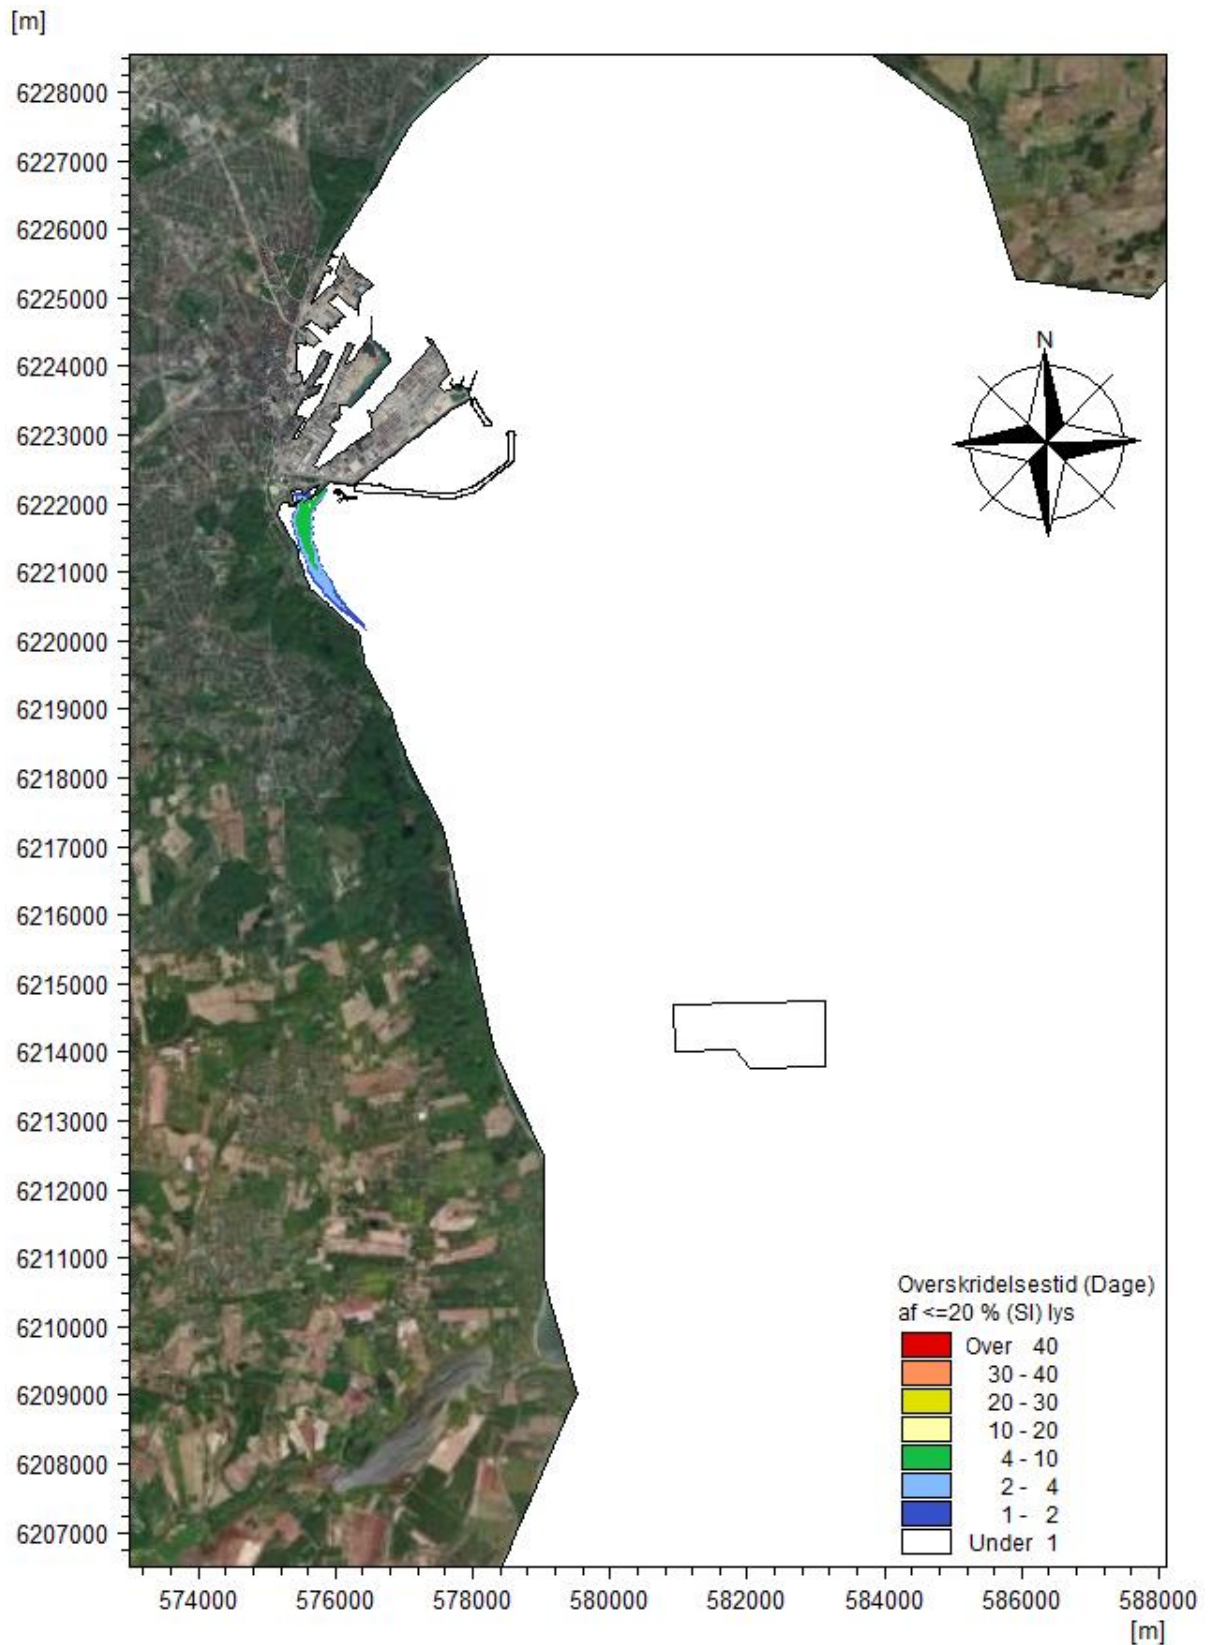 [m]
6228000
6227000
6226000
6225000
6224000
6223000
6222000
6221000
6220000
6219000
6218000
6217000
6216000
6215000
6214000
6213000
6212000
6211000
6210000
6209000
6208000
6207000
N
Overskridelsestid (Dage)
af <=20 % (SI) lys
Over 40
30 - 40
20 - 30
10 - 20
4 - 10
2 - 4
1 - 2
Under 1
574000 576000 578000 580000 582000 584000 586000 588000
[m]